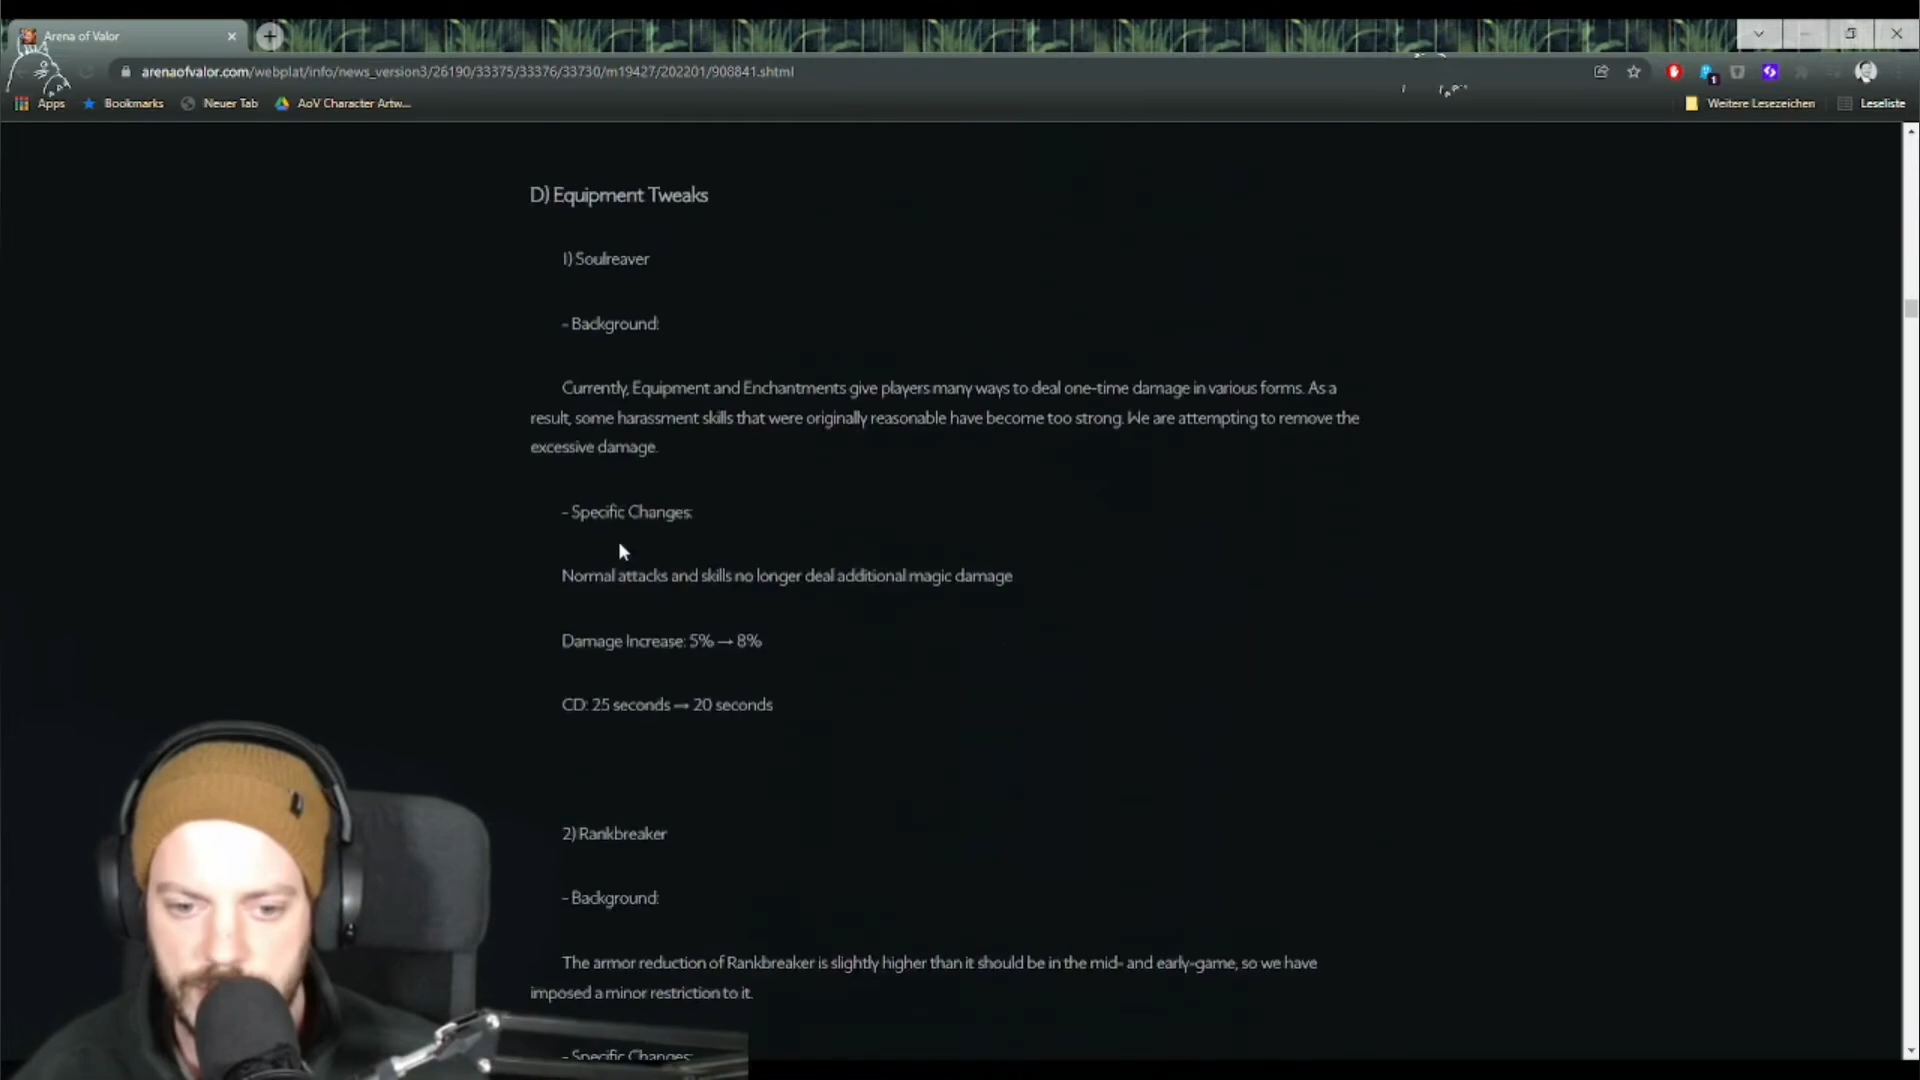 Arena of Valor
arenaofvalor.com/webplat/info/news_version3/26190/33375/33376/33730/m19427/202201/908841.shtml
1
Apps Bookmarks Neuer Tab AoV Character Artw... Weitere Lesezeichen Leseliste
D) Equipment Tweaks
1) Soulreaver
- Background:
Currently, Equipment and Enchantments give players many ways to deal one-time damage in various forms. As a
result, some harassment skills that were originally reasonable have become too strong. We are attempting to remove the
excessive damage.
- Specific Changes:
Normal attacks and skills no longer deal additional magic damage
Damage Increase: 5% → 8%
CD: 25 seconds → 20 seconds
2) Rankbreaker
- Background:
The armor reduction of Rankbreaker is slightly higher than it should be in the mid- and early-game, so we have
imposed a minor restriction to it.
- Specific Changes: